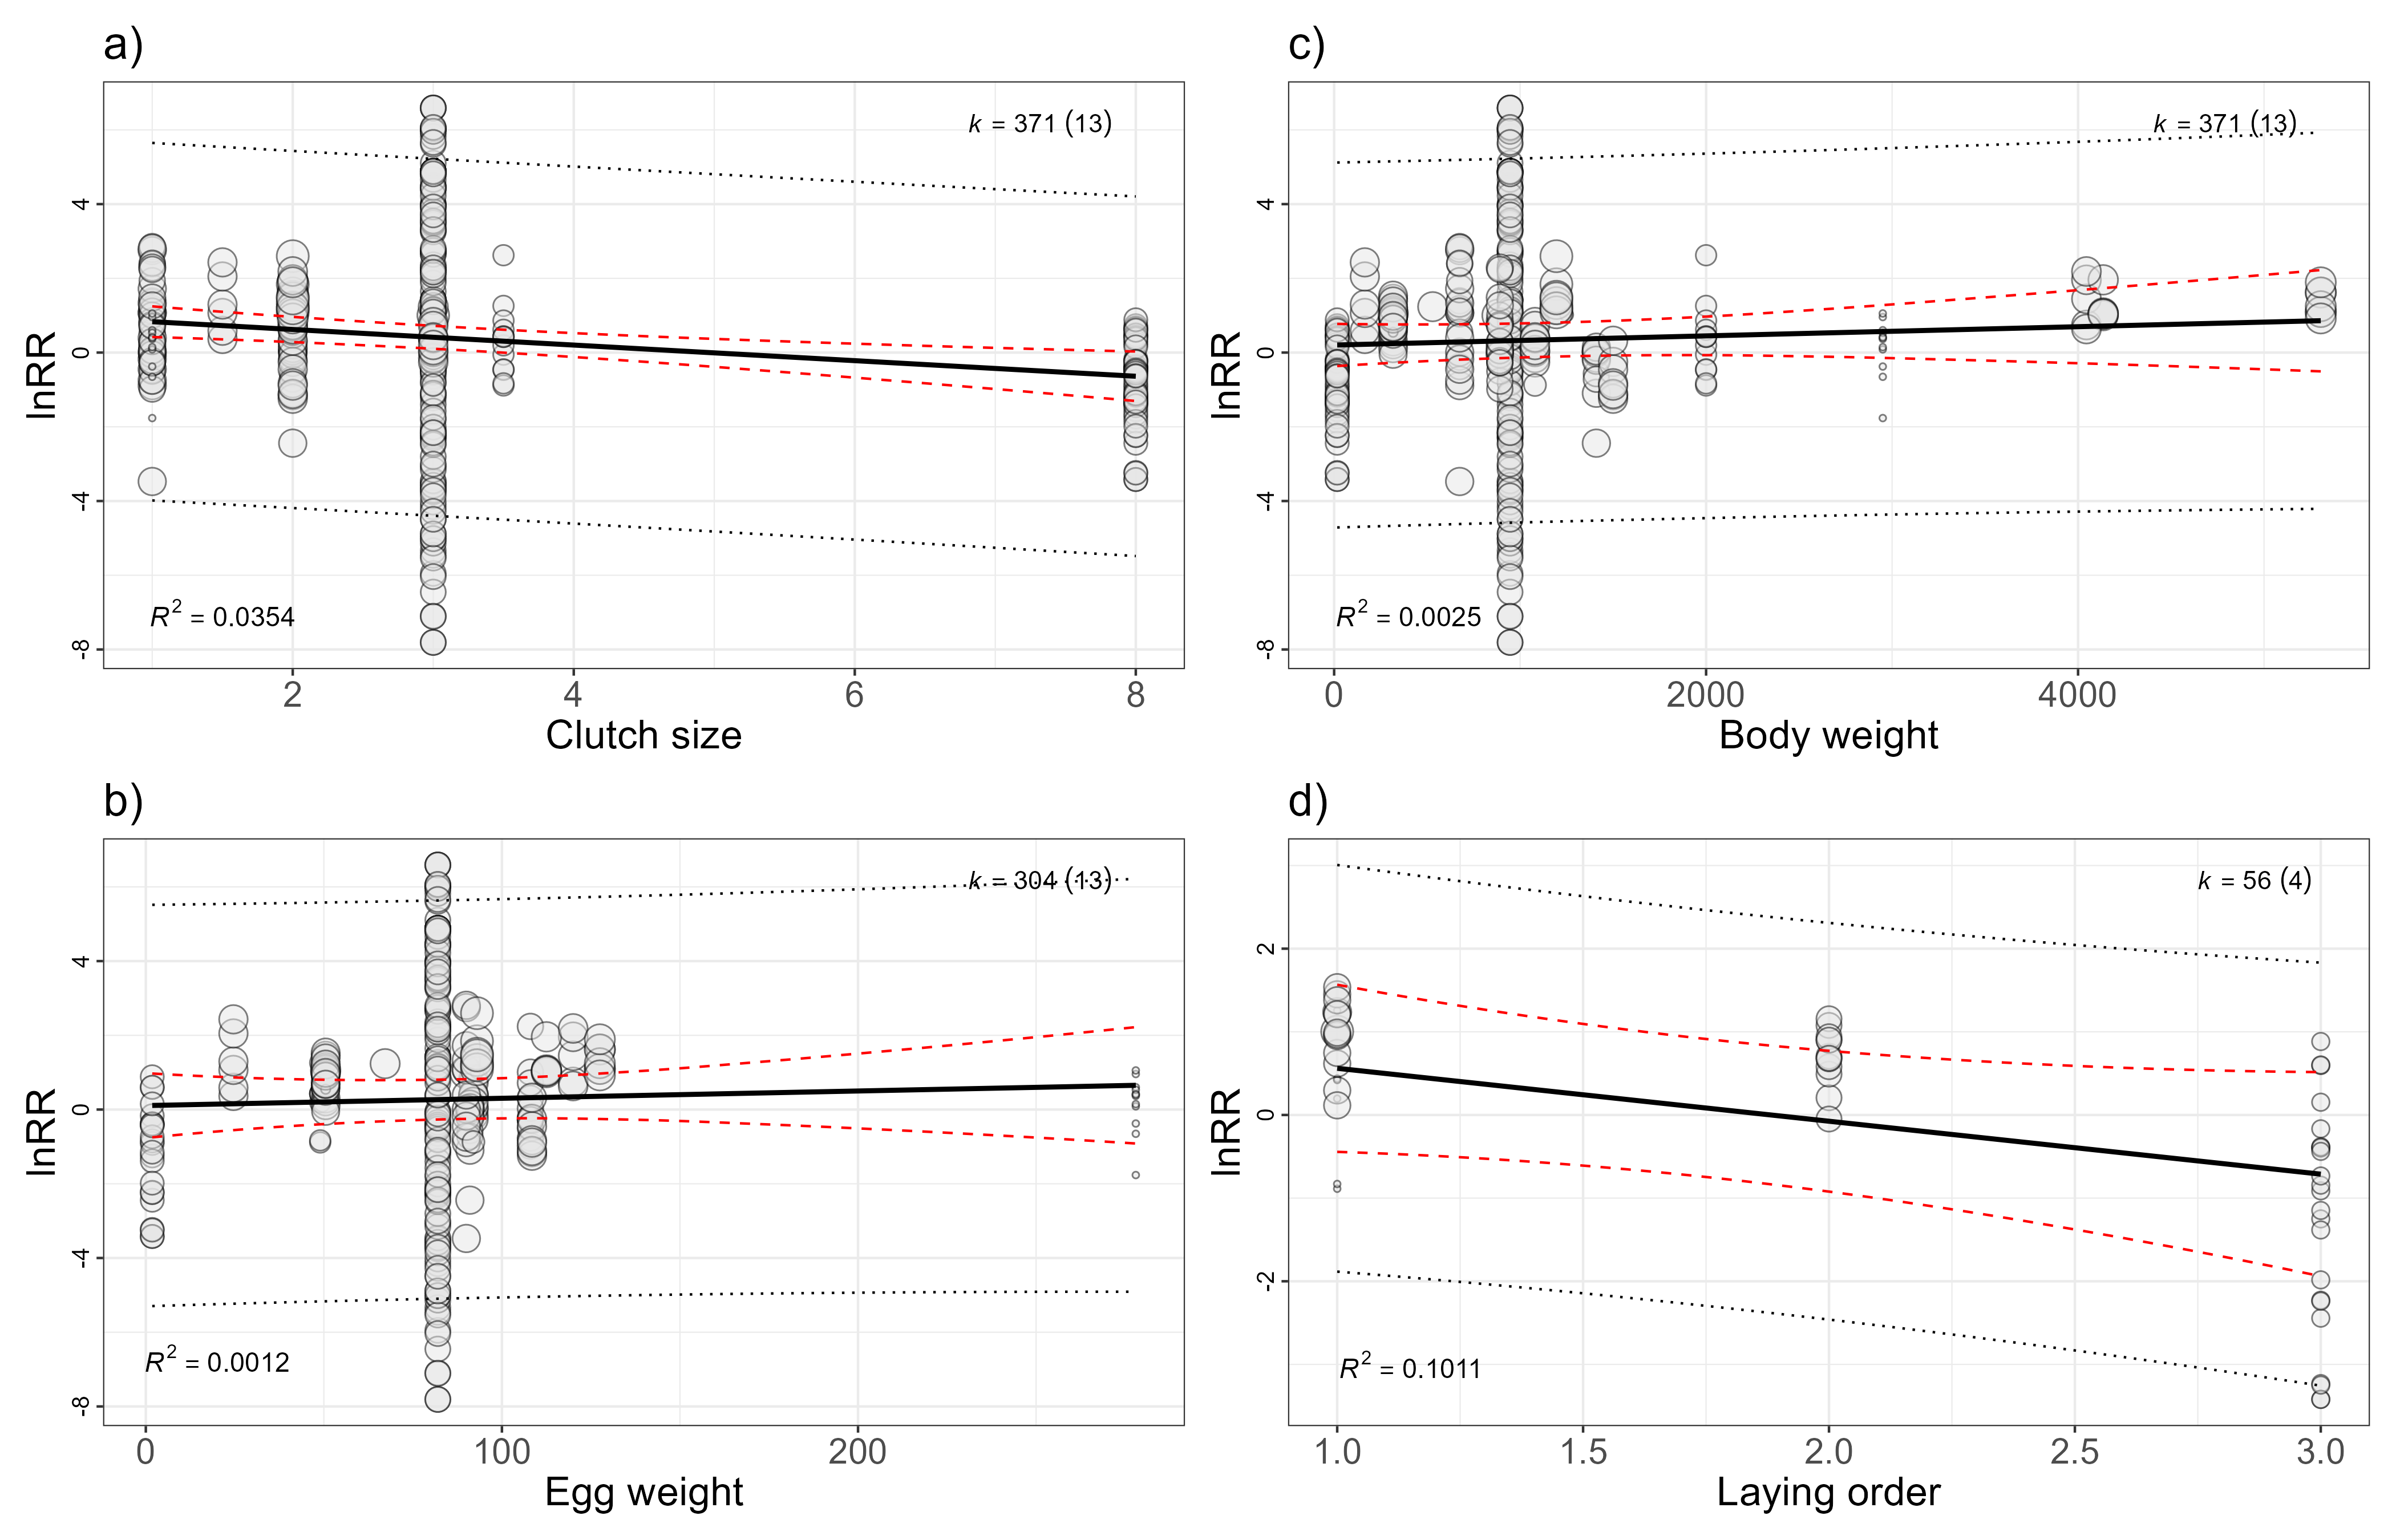 a)
k = 371 (13)
lnRR
4
0
-4
-8
R² = 0.0354
2
4
6
8
Clutch size
c)
k = 371 (13)
lnRR
4
0
-4
-8
R² = 0.0025
0
2000
4000
Body weight
b)
k = 304 (13)
lnRR
4
0
-4
-8
R² = 0.0012
0
100
200
Egg weight
d)
k = 56 (4)
lnRR
2
0
-2
R² = 0.1011
1.0
1.5
2.0
2.5
3.0
Laying order